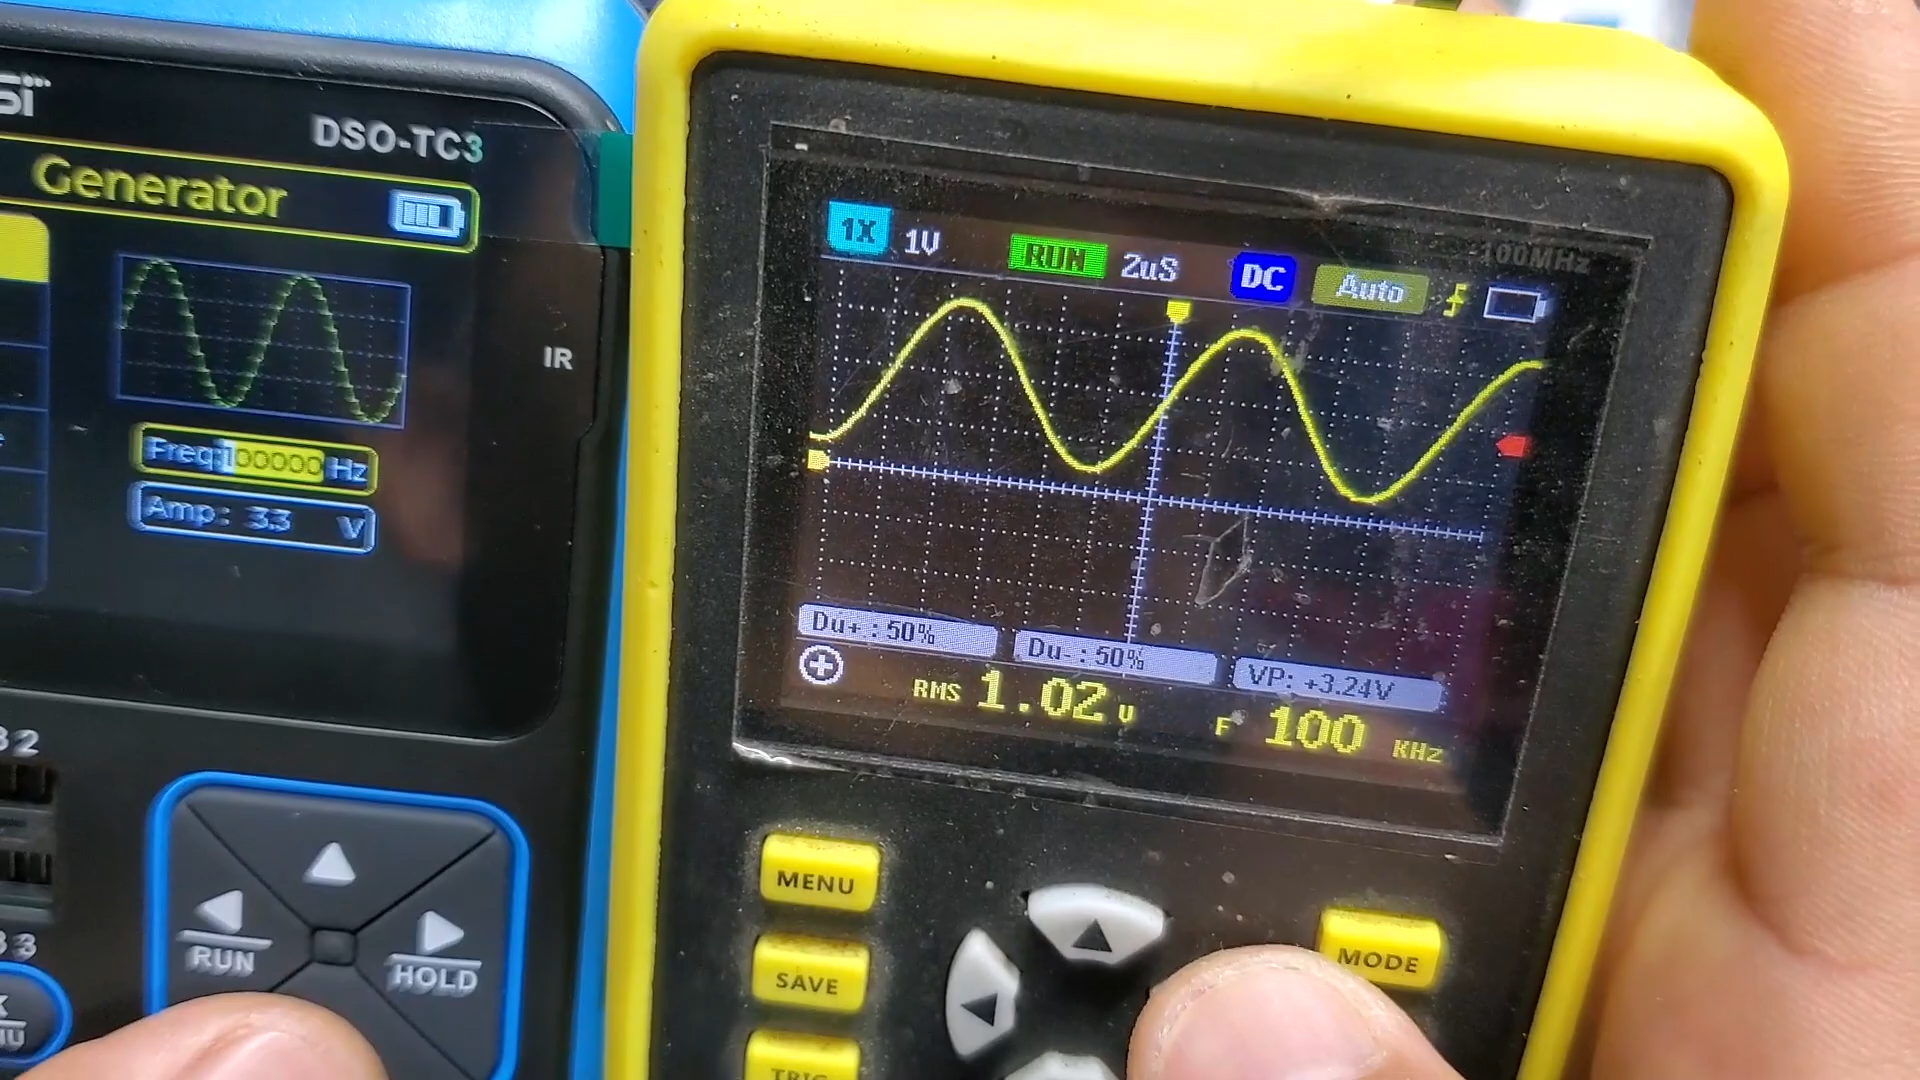 DSO-TC3
Generator
IR
Freq:100000 Hz
Amp: 3.3 V
RUN
HOLD
100MHz
1X 1V RUN 2uS DC Auto
Du+ : 50% Du- : 50% VP: +3.24V
RMS 1.02 V F 100 KHz
MENU
SAVE
MODE